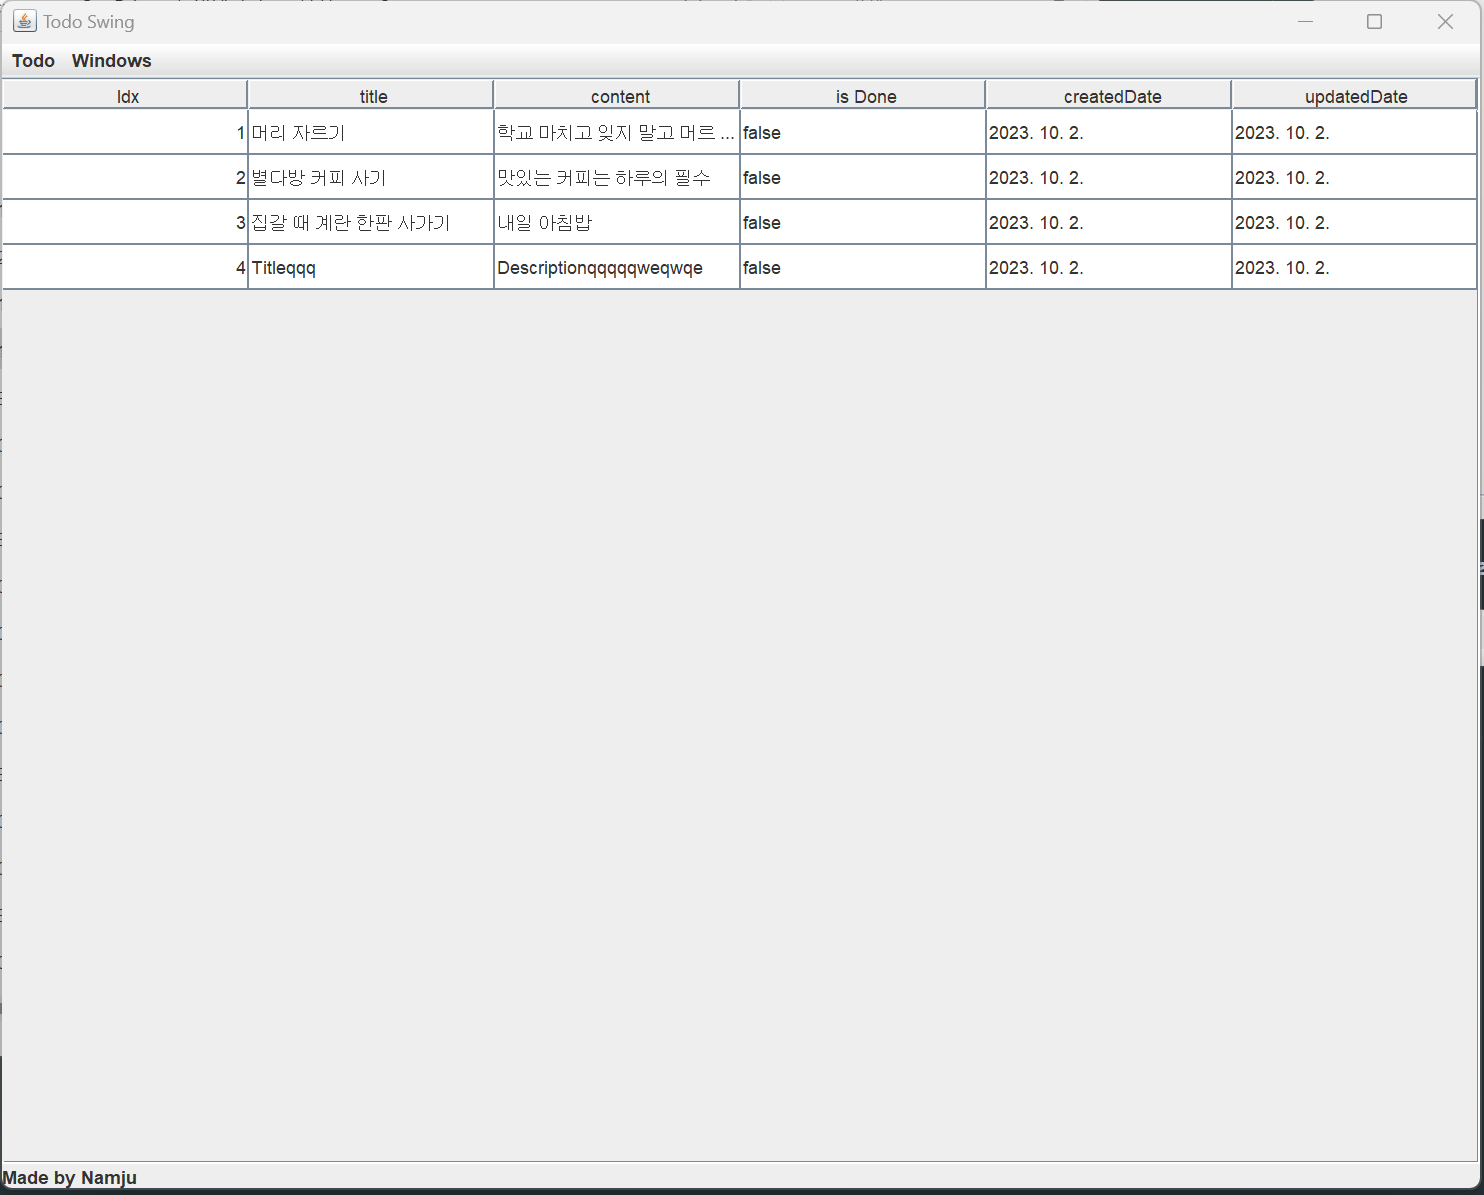 Todo Swing
Todo Windows
Idx title content is Done createdDate updatedDate
1 머리 자르기 학교 마치고 잊지 말고 머르 ... false 2023. 10. 2. 2023. 10. 2.
2 별다방 커피 사기 맛있는 커피는 하루의 필수 false 2023. 10. 2. 2023. 10. 2.
3 집갈 때 계란 한판 사가기 내일 아침밥 false 2023. 10. 2. 2023. 10. 2.
4 Titleqqq Descriptionqqqqqweqwqe false 2023. 10. 2. 2023. 10. 2.
Made by Namju